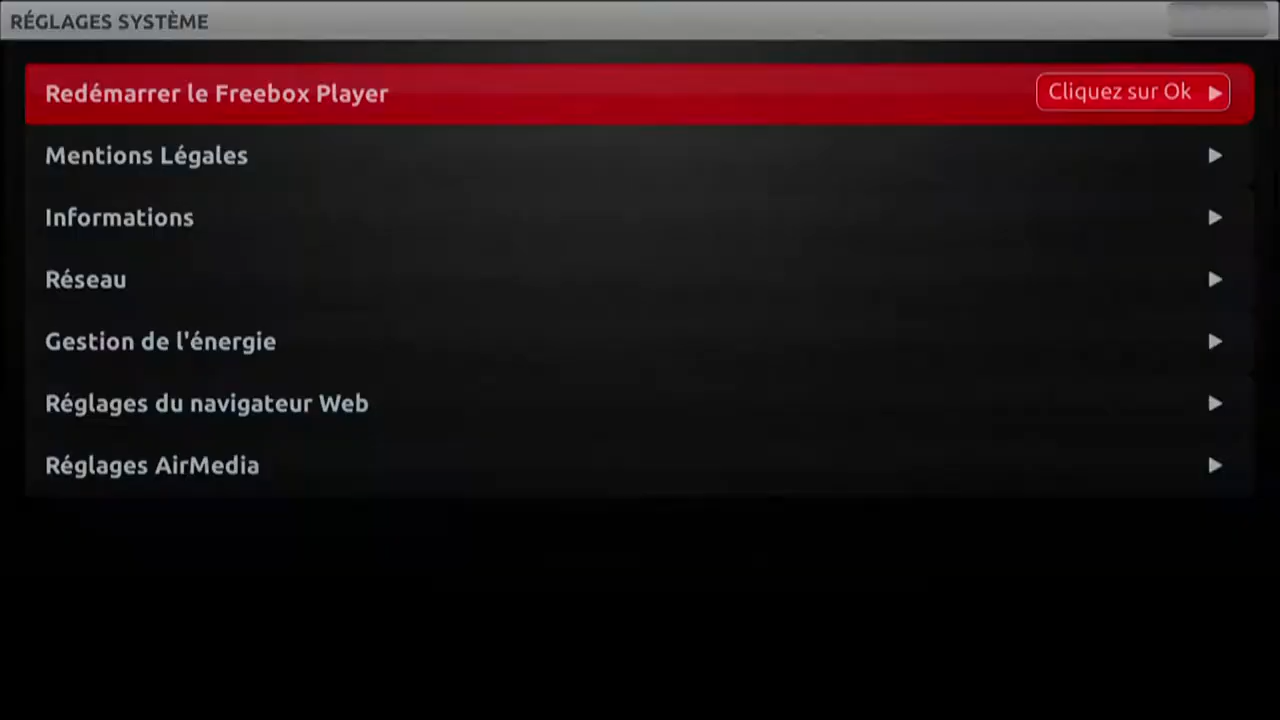 RÉGLAGES SYSTÈME
Redémarrer le Freebox Player Cliquez sur Ok
Mentions Légales
Informations
Réseau
Gestion de l'énergie
Réglages du navigateur Web
Réglages AirMedia